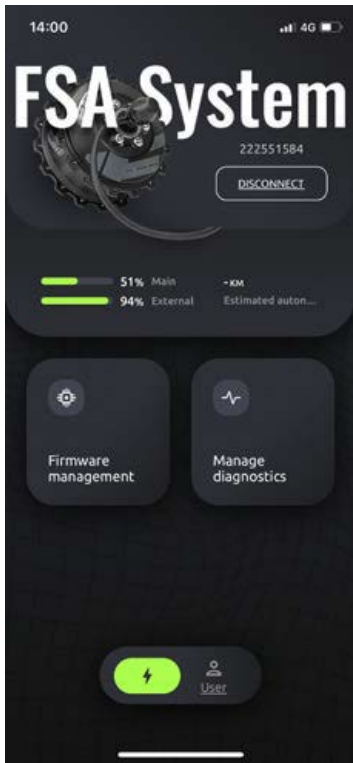 14:00
4G
FSA System
222551584
DISCONNECT
51% Main
-KM
94% External
Estimated auton...
Firmware
management
Manage
diagnostics
User